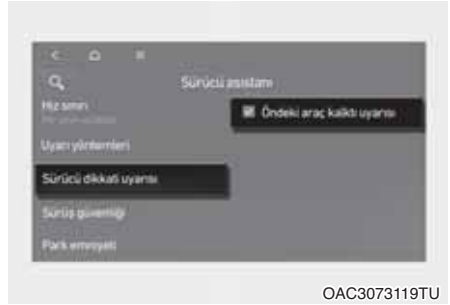 Sürücü asistanı
Hız sınırı
Öndeki araç kalktı uyarısı
Uyarı yöntemleri
Sürücü dikkati uyarısı
Sürüş güvenliği
Park emniyeti
OAC3073119TU